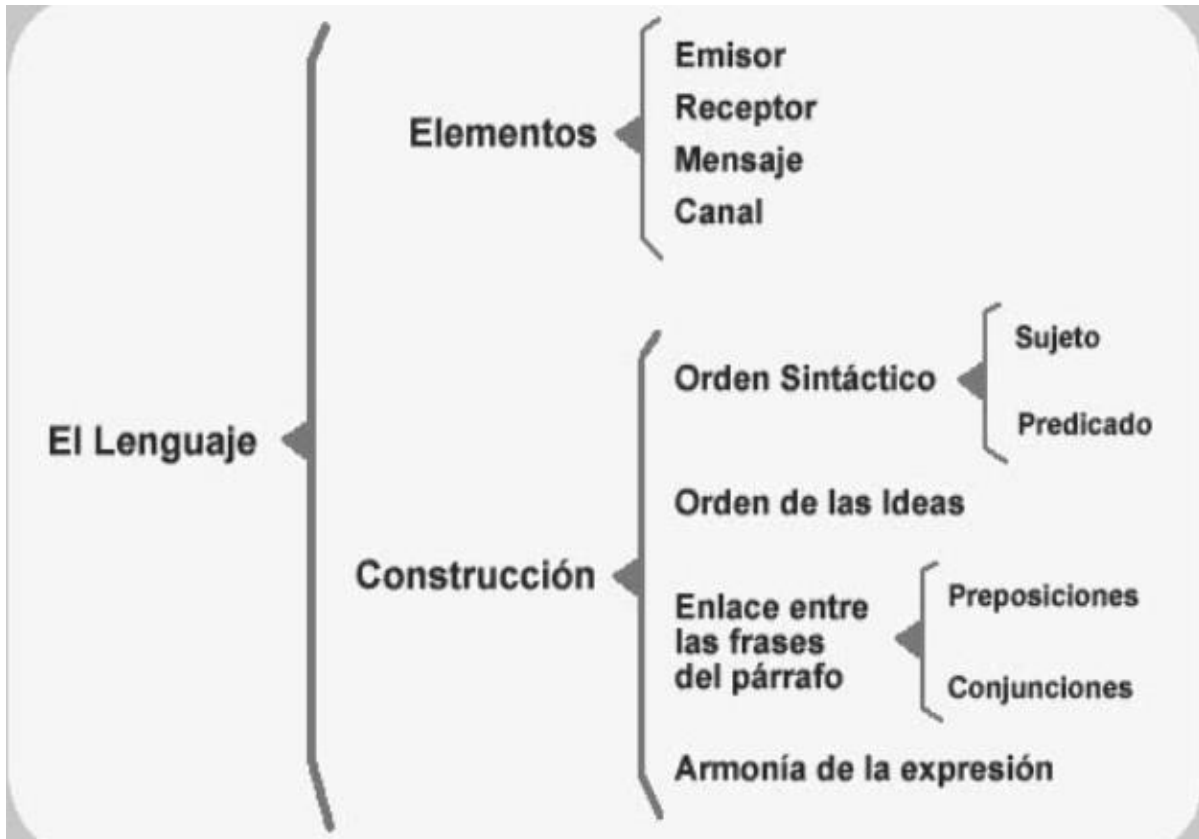 El Lenguaje
Elementos
Emisor
Receptor
Mensaje
Canal
Construcción
Orden Sintáctico
Sujeto
Predicado
Orden de las Ideas
Enlace entre
las frases
del párrafo
Preposiciones
Conjunciones
Armonía de la expresión